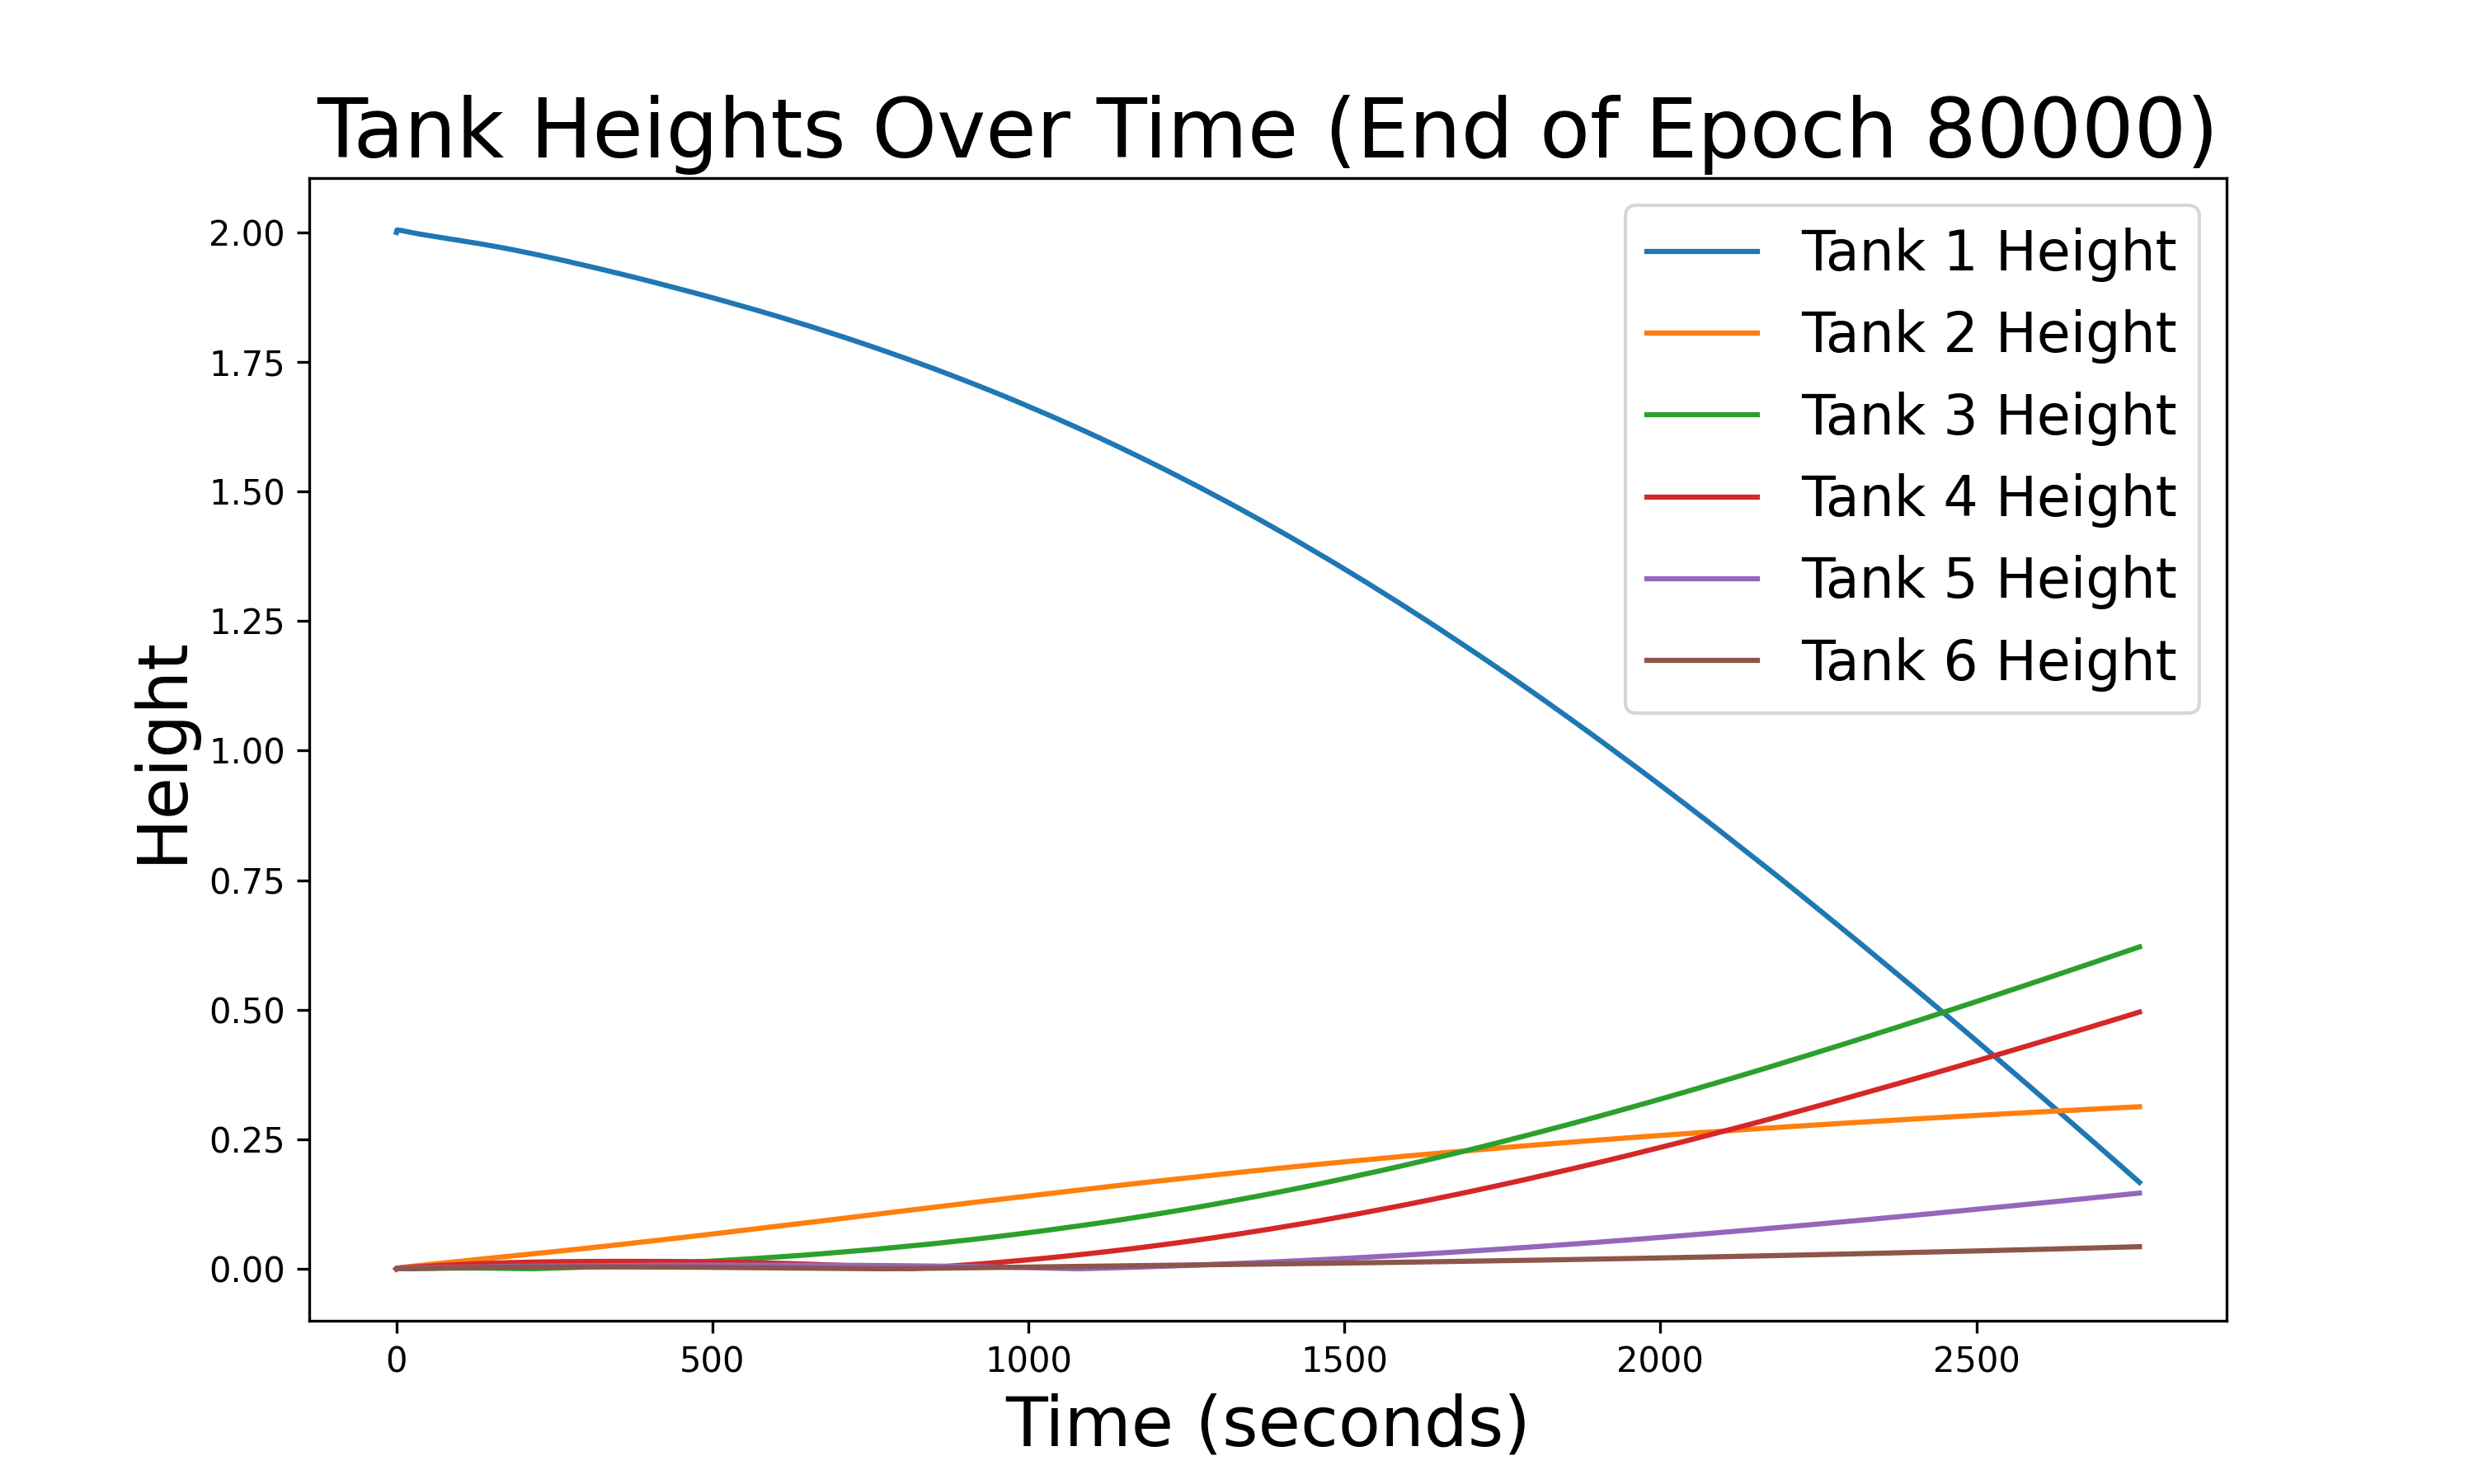 Tank Heights Over Time (End of Epoch 80000)
Tank 1 Height
Tank 2 Height
Tank 3 Height
Tank 4 Height
Tank 5 Height
Tank 6 Height
Height
2.00
1.75
1.50
1.25
1.00
0.75
0.50
0.25
0.00
0 500 1000 1500 2000 2500
Time (seconds)